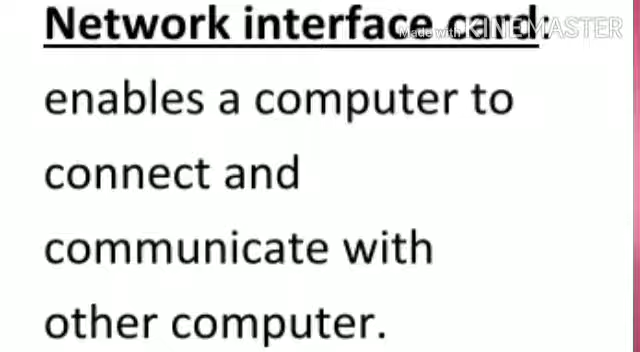 Network interface card:
Made with KINEMASTER
enables a computer to
connect and
communicate with
other computer.